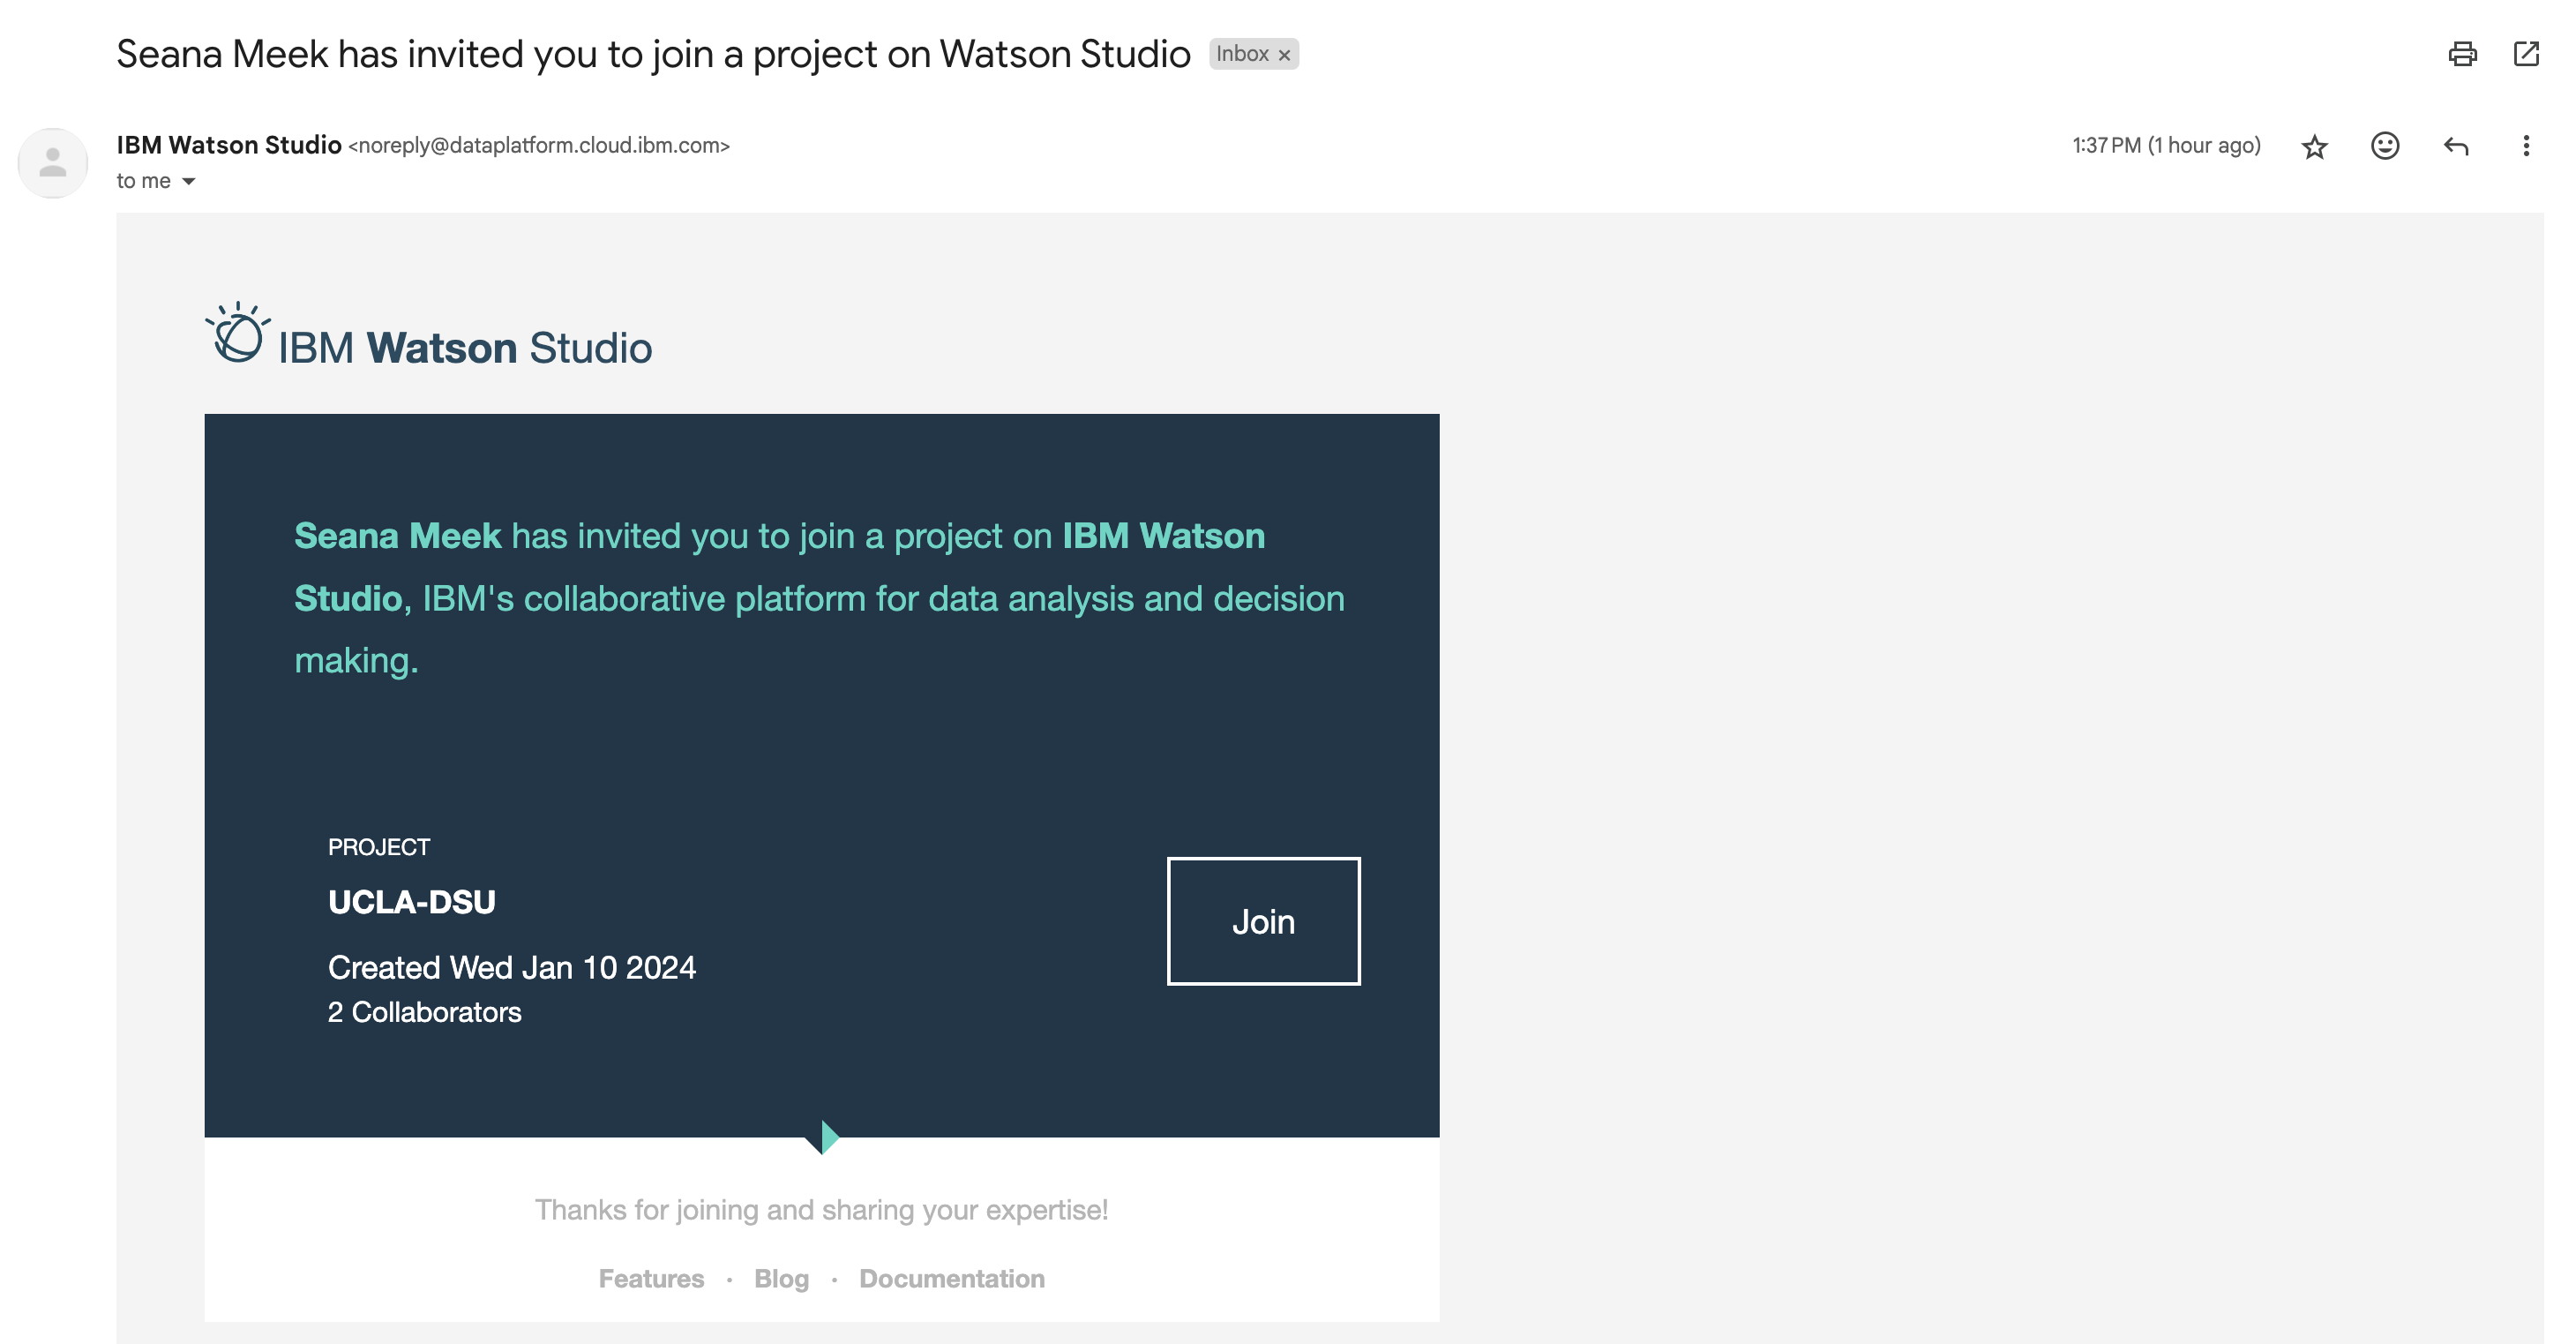 Seana Meek has invited you to join a project on Watson Studio Inbox ×
IBM Watson Studio <noreply@dataplatform.cloud.ibm.com> 1:37 PM (1 hour ago)
to me
IBM Watson Studio
Seana Meek has invited you to join a project on IBM Watson
Studio, IBM's collaborative platform for data analysis and decision
making.
PROJECT
UCLA-DSU
Join
Created Wed Jan 10 2024
2 Collaborators
Thanks for joining and sharing your expertise!
Features · Blog · Documentation